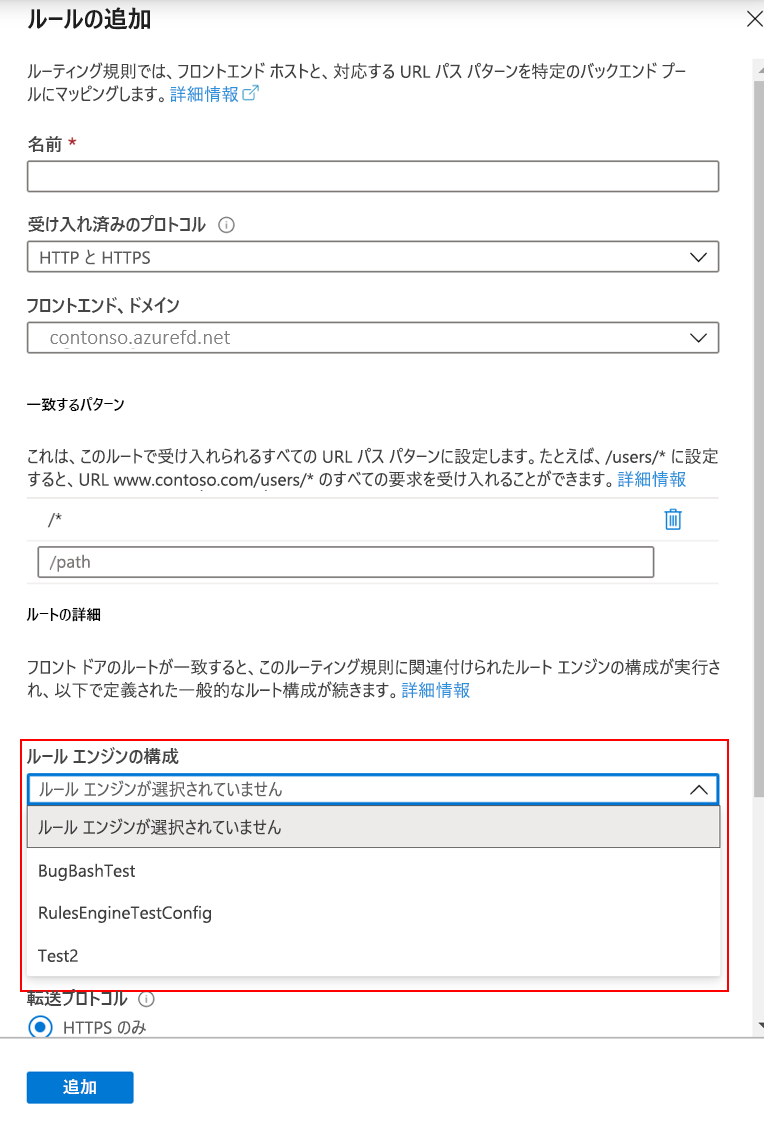 ルールの追加
ルーティング規則では、フロントエンド ホストと、対応する URL パス パターンを特定のバックエンド プー
ルにマッピングします。詳細情報
名前 *
受け入れ済みのプロトコル
HTTP と HTTPS
フロントエンド、ドメイン
contonso.azurefd.net
一致するパターン
これは、このルートで受け入れられるすべての URL パス パターンに設定します。たとえば、/users/* に設定
すると、URL www.contoso.com/users/* のすべての要求を受け入れることができます。詳細情報
/*
/path
ルートの詳細
フロント ドアのルートが一致すると、このルーティング規則に関連付けられたルート エンジンの構成が実行さ
れ、以下で定義された一般的なルート構成が続きます。詳細情報
ルール エンジンの構成
ルール エンジンが選択されていません
ルール エンジンが選択されていません
BugBashTest
RulesEngineTestConfig
Test2
転送プロトコル
HTTPS のみ
追加